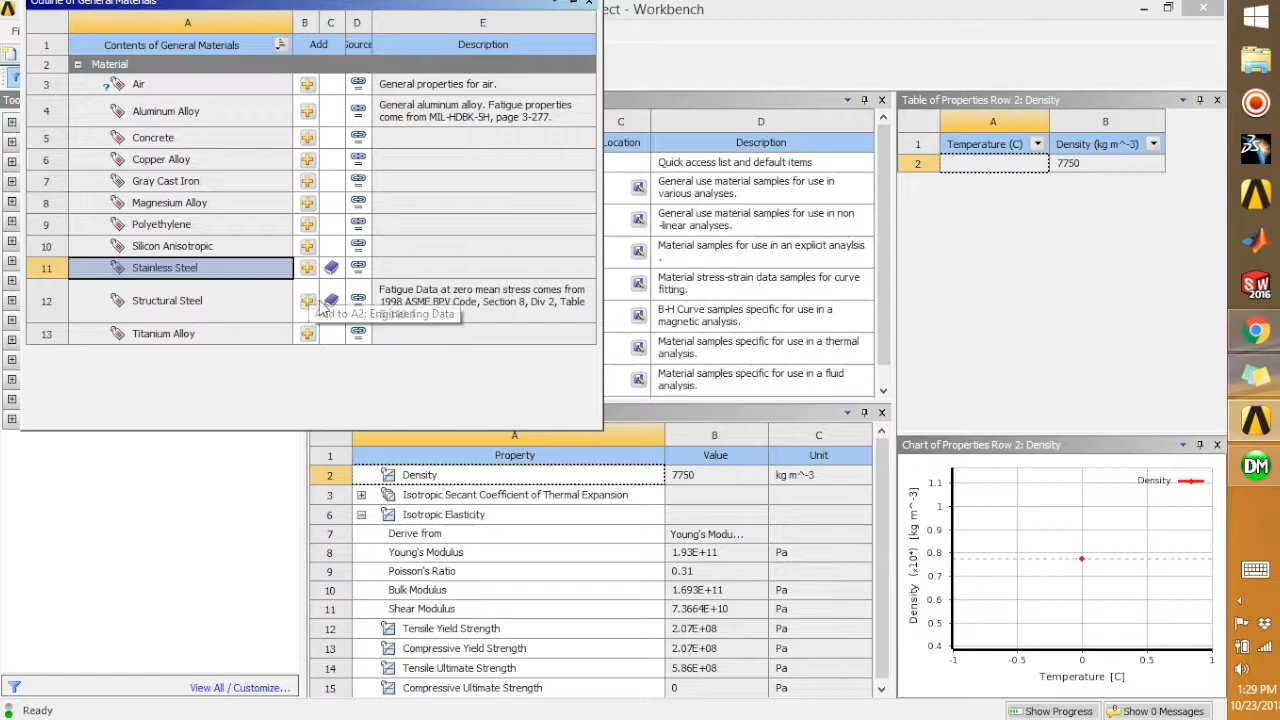 Outline of General Materials
ect - Workbench
Fi
Too
A B C D E
1 Contents of General Materials Add Source Description
2 Material
3 ? Air General properties for air.
4 Aluminum Alloy General aluminum alloy. Fatigue properties
come from MIL-HDBK-5H, page 3-277.
5 Concrete
6 Copper Alloy
7 Gray Cast Iron
8 Magnesium Alloy
9 Polyethylene
10 Silicon Anisotropic
11 Stainless Steel
12 Structural Steel Fatigue Data at zero mean stress comes from
1998 ASME BPV Code, Section 8, Div 2, Table
Add to A2: Engineering Data
13 Titanium Alloy
C D
ocation Description
Quick access list and default items
General use material samples for use in
various analyses.
General use material samples for use in non
-linear analyses.
Material samples for use in an explicit anaylsis
.
Material stress-strain data samples for curve
fitting.
B-H Curve samples specific for use in a
magnetic analysis.
Material samples specific for use in a thermal
analysis.
Material samples specific for use in a fluid
analysis.
Table of Properties Row 2: Density
A B
1 Temperature (C) Density (kg m^-3)
2 7750
A B C
1 Property Value Unit
2 Density 7750 kg m^-3
3 Isotropic Secant Coefficient of Thermal Expansion
6 Isotropic Elasticity
7 Derive from Young's Modu...
8 Young's Modulus 1.93E+11 Pa
9 Poisson's Ratio 0.31
10 Bulk Modulus 1.693E+11 Pa
11 Shear Modulus 7.3664E+10 Pa
12 Tensile Yield Strength 2.07E+08 Pa
13 Compressive Yield Strength 2.07E+08 Pa
14 Tensile Ultimate Strength 5.86E+08 Pa
15 Compressive Ultimate Strength 0 Pa
Chart of Properties Row 2: Density
Density
1.1
1
0.9
0.8
0.7
0.6
0.5
0.4
Density (x10⁴) [kg m^-3]
-1 -0.5 0 0.5 1
Temperature [C]
View All / Customize...
Ready
Show Progress
Show 0 Messages
SW
2016
DM
1:29 PM
10/23/201